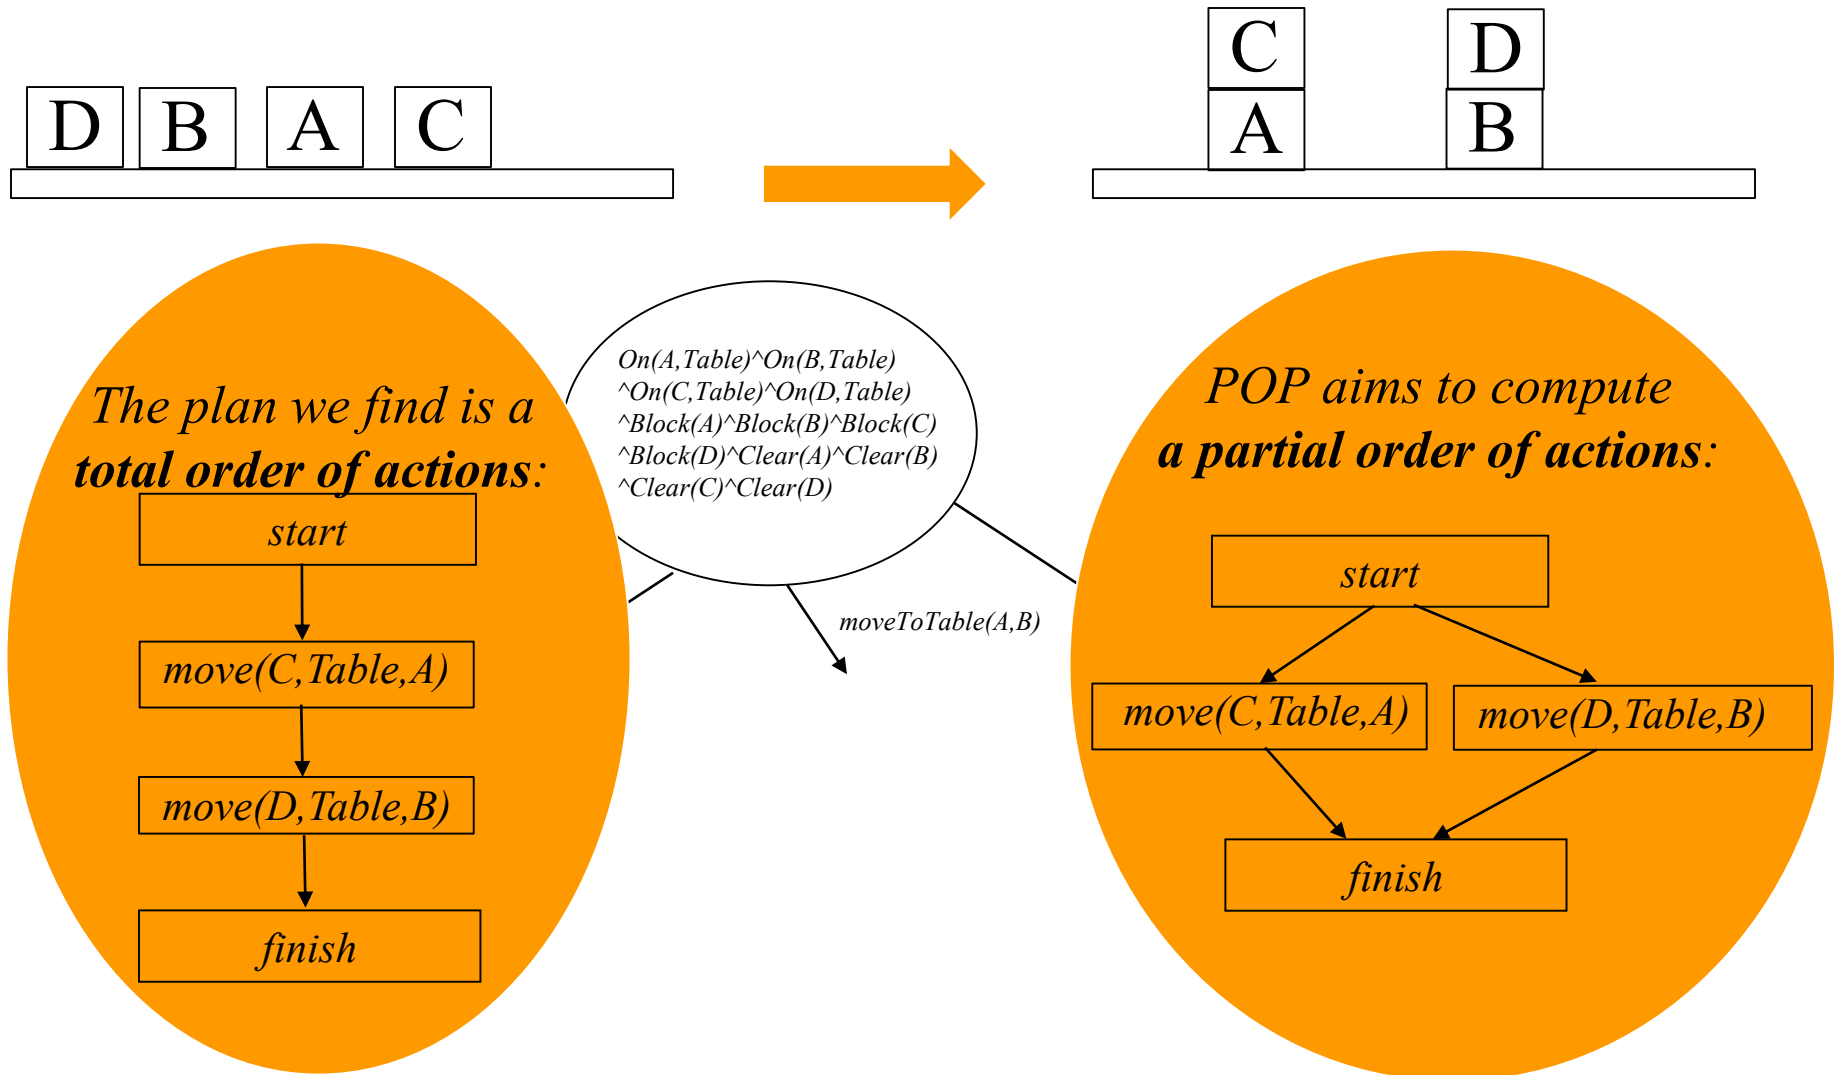 D B A C
C D
A B
The plan we find is a
total order of actions:
start
move(C,Table,A)
move(D,Table,B)
finish
On(A,Table)^On(B,Table)
^On(C,Table)^On(D,Table)
^Block(A)^Block(B)^Block(C)
^Block(D)^Clear(A)^Clear(B)
^Clear(C)^Clear(D)
moveToTable(A,B)
POP aims to compute
a partial order of actions:
start
move(C,Table,A) move(D,Table,B)
finish